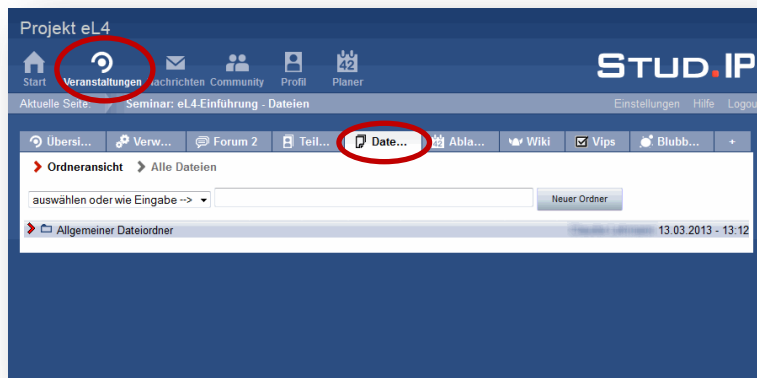 Projekt eL4
Start Veranstaltungen Nachrichten Community Profil 42 Planer
STUD.IP
Aktuelle Seite: Seminar: eL4-Einführung - Dateien Einstellungen Hilfe Logou
Übersi... Verw... Forum 2 Teil... Date... 42 Abla... Wiki Vips Blubb... +
Ordneransicht Alle Dateien
auswählen oder wie Eingabe --> Neuer Ordner
Allgemeiner Dateiordner 13.03.2013 - 13:12